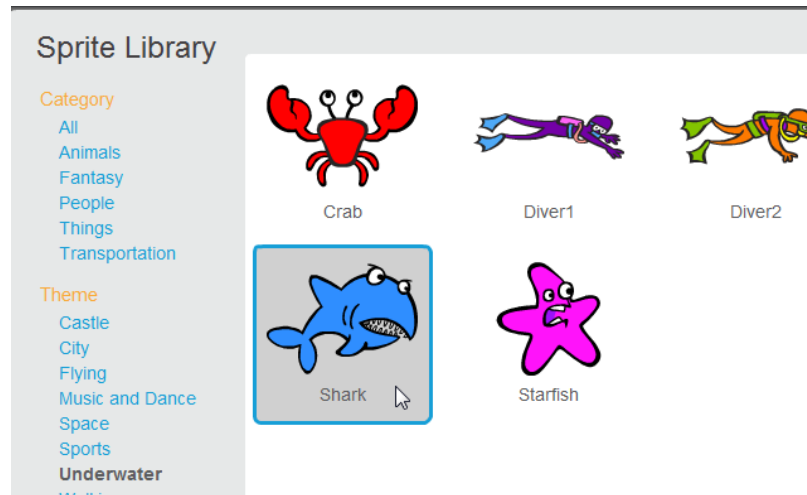 Sprite Library
Category
All
Animals
Fantasy
People
Things
Transportation
Theme
Castle
City
Flying
Music and Dance
Space
Sports
Underwater
Crab
Diver1
Diver2
Shark
Starfish